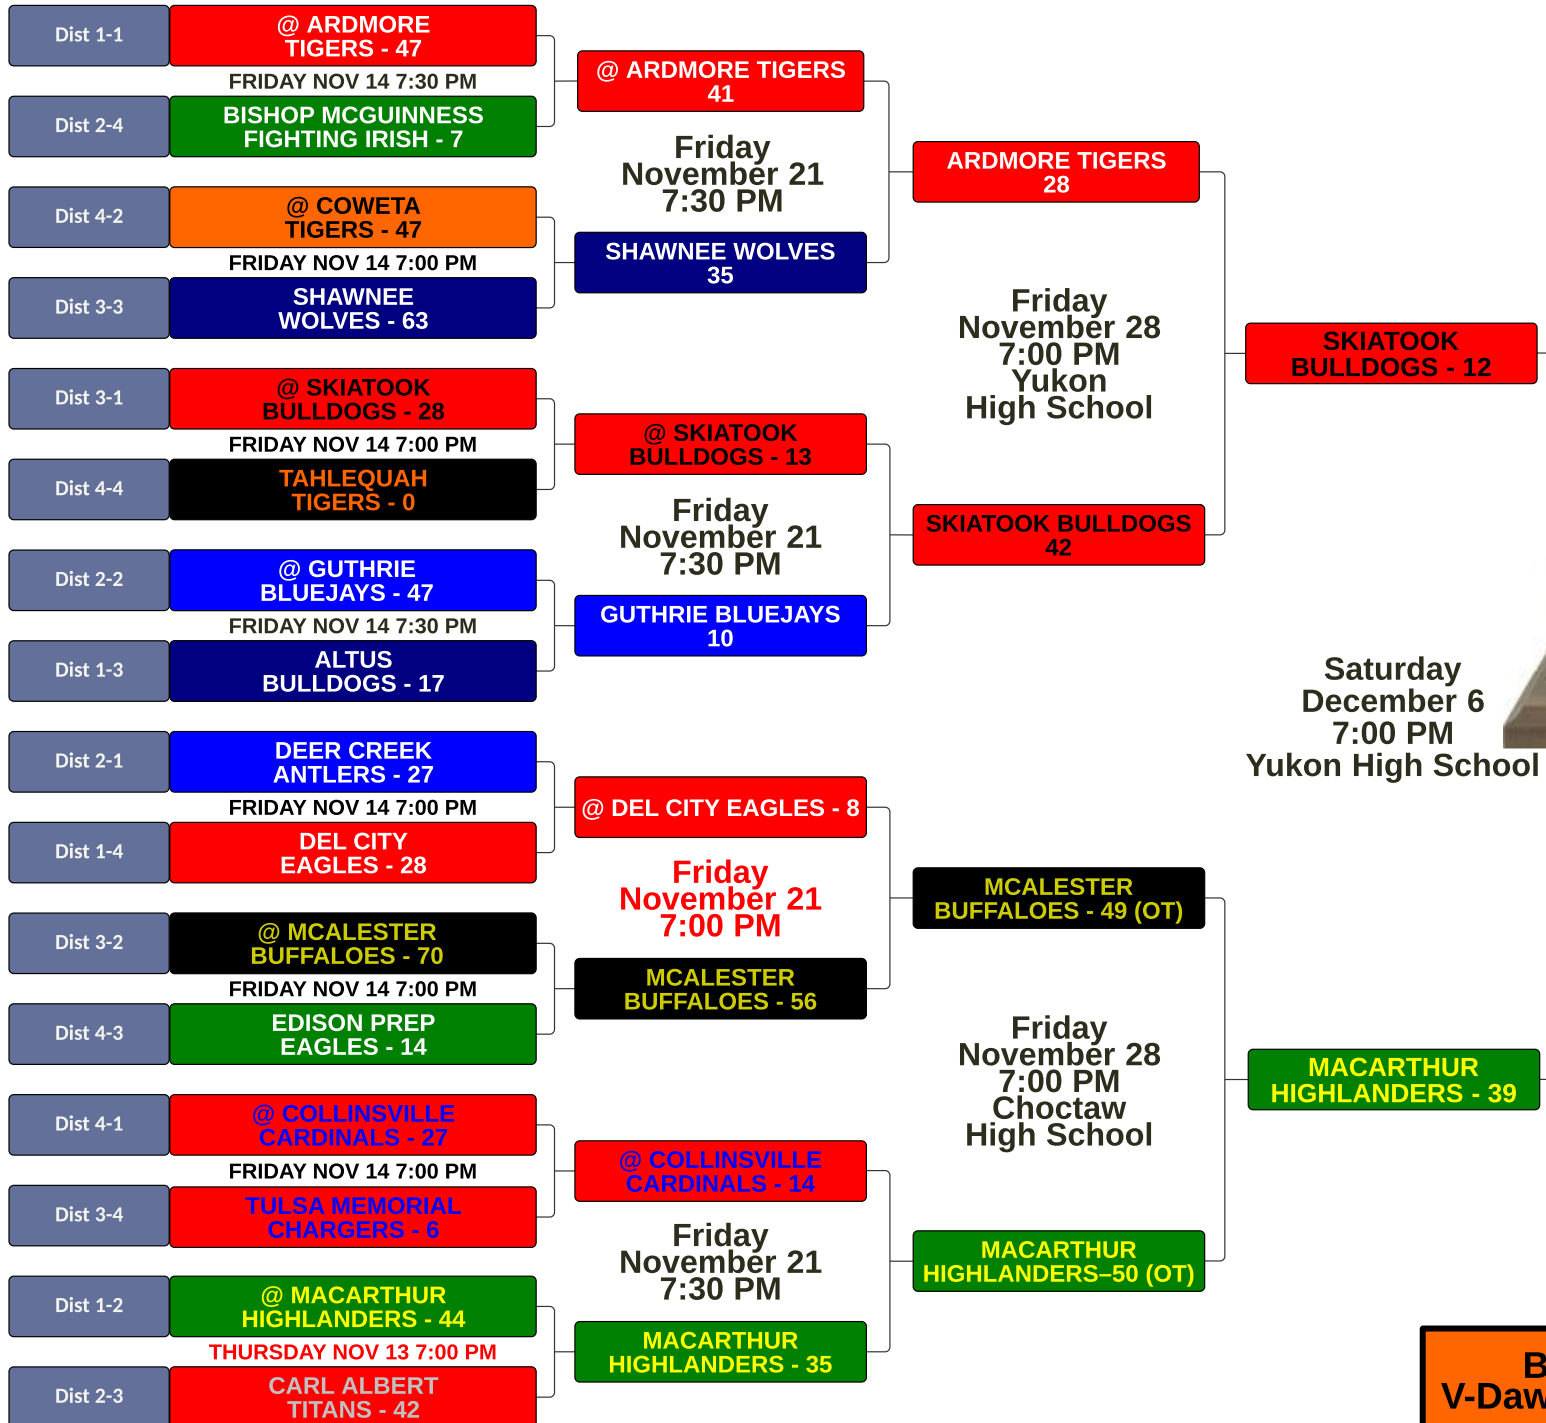 Dist 1-1
@ ARDMORE
TIGERS - 47
FRIDAY NOV 14 7:30 PM
Dist 2-4
BISHOP MCGUINNESS
FIGHTING IRISH - 7
Dist 4-2
@ COWETA
TIGERS - 47
FRIDAY NOV 14 7:00 PM
Dist 3-3
SHAWNEE
WOLVES - 63
Dist 3-1
@ SKIATOOK
BULLDOGS - 28
FRIDAY NOV 14 7:00 PM
Dist 4-4
TAHLEQUAH
TIGERS - 0
Dist 2-2
@ GUTHRIE
BLUEJAYS - 47
FRIDAY NOV 14 7:30 PM
Dist 1-3
ALTUS
BULLDOGS - 17
Dist 2-1
DEER CREEK
ANTLERS - 27
FRIDAY NOV 14 7:00 PM
Dist 1-4
DEL CITY
EAGLES - 28
Dist 3-2
@ MCALESTER
BUFFALOES - 70
FRIDAY NOV 14 7:00 PM
Dist 4-3
EDISON PREP
EAGLES - 14
Dist 4-1
@ COLLINSVILLE
CARDINALS - 27
FRIDAY NOV 14 7:00 PM
Dist 3-4
TULSA MEMORIAL
CHARGERS - 6
Dist 1-2
@ MACARTHUR
HIGHLANDERS - 44
THURSDAY NOV 13 7:00 PM
Dist 2-3
CARL ALBERT
TITANS - 42
@ ARDMORE TIGERS
41
Friday
November 21
7:30 PM
SHAWNEE WOLVES
35
@ SKIATOOK
BULLDOGS - 13
Friday
November 21
7:30 PM
GUTHRIE BLUEJAYS
10
@ DEL CITY EAGLES - 8
Friday
November 21
7:00 PM
MCALESTER
BUFFALOES - 56
@ COLLINSVILLE
CARDINALS - 14
Friday
November 21
7:30 PM
MACARTHUR
HIGHLANDERS - 35
ARDMORE TIGERS
28
Friday
November 28
7:00 PM
Yukon
High School
SKIATOOK BULLDOGS
42
MCALESTER
BUFFALOES - 49 (OT)
Friday
November 28
7:00 PM
Choctaw
High School
MACARTHUR
HIGHLANDERS–50 (OT)
SKIATOOK
BULLDOGS - 12
Saturday
December 6
7:00 PM
Yukon High School
MACARTHUR
HIGHLANDERS - 39
B
V-Daw